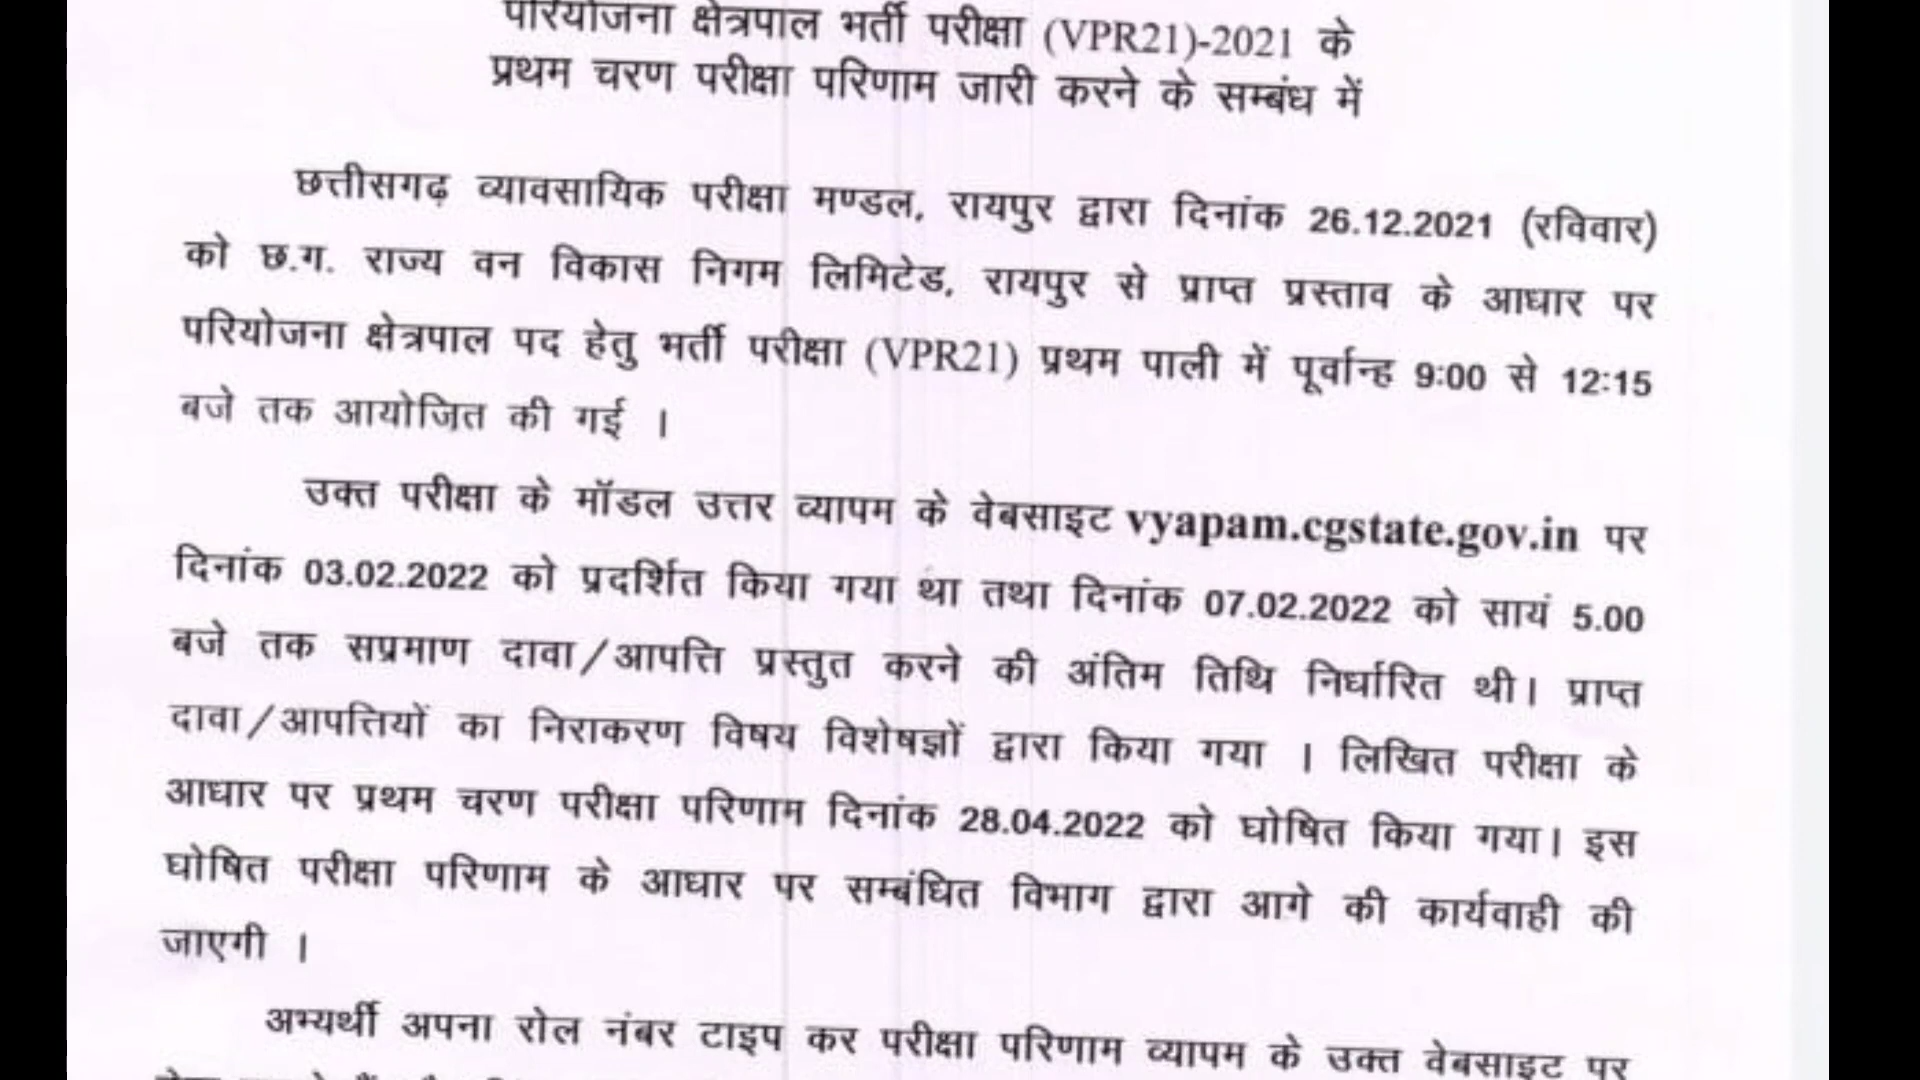 परियोजना क्षेत्रपाल भर्ती परीक्षा (VPR21)-2021 के
प्रथम चरण परीक्षा परिणाम जारी करने के सम्बंध में
छत्तीसगढ़ व्यावसायिक परीक्षा मण्डल, रायपुर द्वारा दिनांक 26.12.2021 (रविवार)
को छ.ग. राज्य वन विकास निगम लिमिटेड, रायपुर से प्राप्त प्रस्ताव के आधार पर
परियोजना क्षेत्रपाल पद हेतु भर्ती परीक्षा (VPR21) प्रथम पाली में पूर्वान्ह 9:00 से 12:15
बजे तक आयोजित की गई ।
उक्त परीक्षा के मॉडल उत्तर व्यापम के वेबसाइट vyapam.cgstate.gov.in पर
दिनांक 03.02.2022 को प्रदर्शित किया गया था तथा दिनांक 07.02.2022 को सायं 5.00
बजे तक सप्रमाण दावा/आपत्ति प्रस्तुत करने की अंतिम तिथि निर्धारित थी। प्राप्त
दावा/आपत्तियों का निराकरण विषय विशेषज्ञों द्वारा किया गया । लिखित परीक्षा के
आधार पर प्रथम चरण परीक्षा परिणाम दिनांक 28.04.2022 को घोषित किया गया। इस
घोषित परीक्षा परिणाम के आधार पर सम्बंधित विभाग द्वारा आगे की कार्यवाही की
जाएगी ।
अभ्यर्थी अपना रोल नंबर टाइप कर परीक्षा परिणाम व्यापम के उक्त वेबसाइट पर